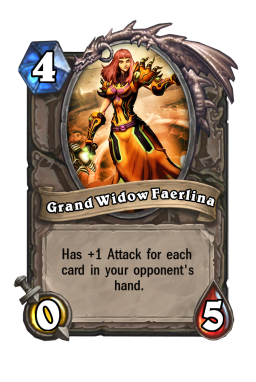 4
Grand Widow Faerlina
Has +1 Attack for each
card in your opponent's
hand.
0
5